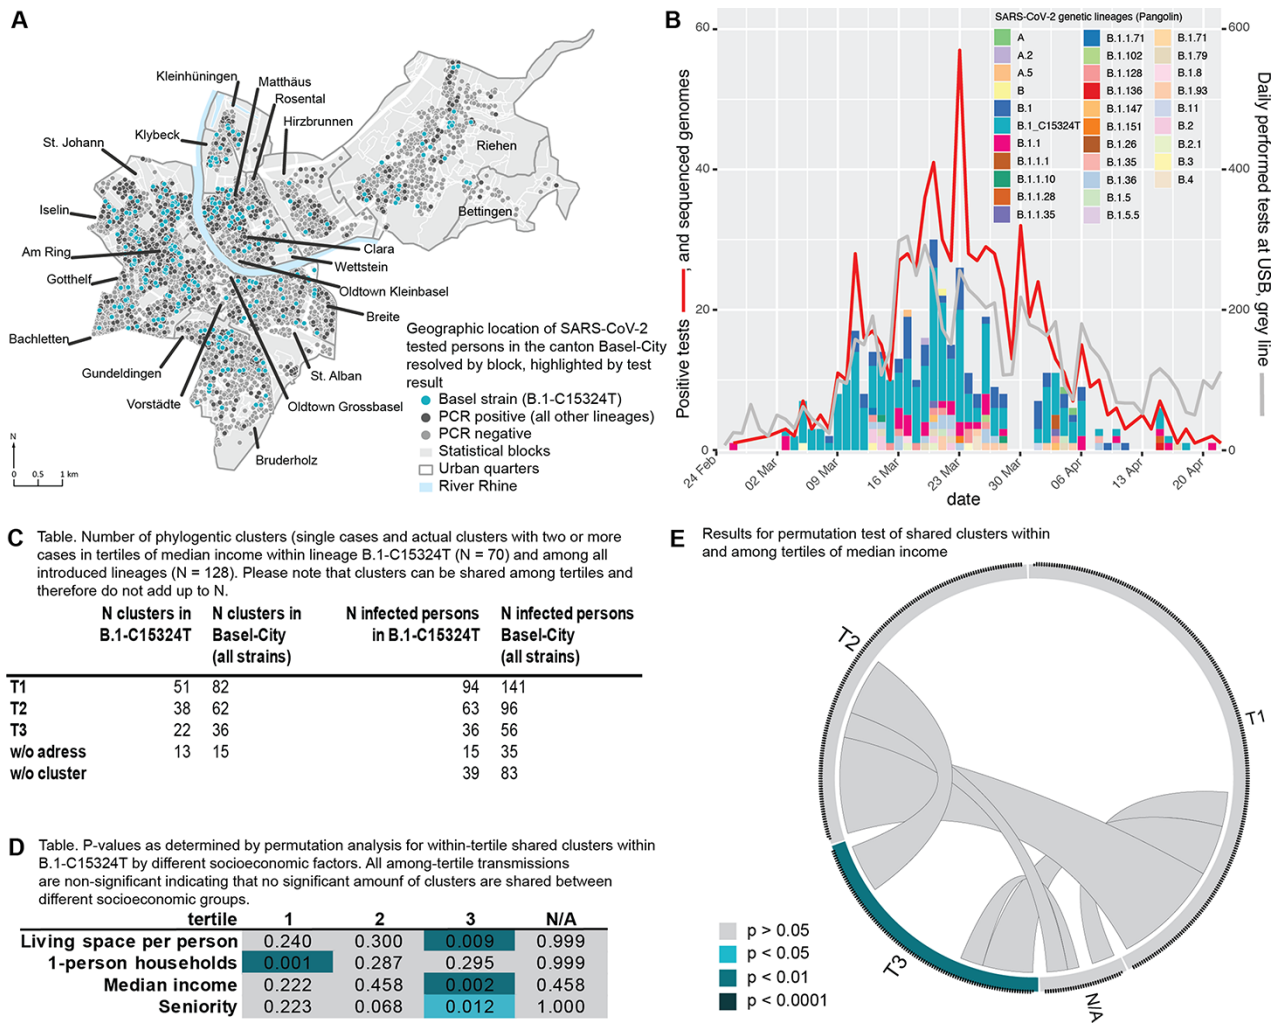 A
Kleinhüningen
Matthäus
Rosental
Hirzbrunnen
Klybeck
St. Johann
Riehen
Iselin
Bettingen
Am Ring
Clara
Wettstein
Gotthelf
Oldtown Kleinbasel
Breite
Bachletten
Gundeldingen
St. Alban
Vorstädte
Oldtown Grossbasel
Bruderholz
N
0 0.5 1 km
Geographic location of SARS-CoV-2
tested persons in the canton Basel-City
resolved by block, highlighted by test
result
Basel strain (B.1-C15324T)
PCR positive (all other lineages)
PCR negative
Statistical blocks
Urban quarters
River Rhine
B
SARS-CoV-2 genetic lineages (Pangolin)
A
A.2
A.5
B
B.1
B.1_C15324T
B.1.1
B.1.1.1
B.1.1.10
B.1.1.28
B.1.1.35
B.1.1.71
B.1.102
B.1.128
B.1.136
B.1.147
B.1.151
B.1.26
B.1.35
B.1.36
B.1.5
B.1.5.5
B.1.71
B.1.79
B.1.8
B.1.93
B.11
B.2
B.2.1
B.3
B.4
Positive tests, and sequenced genomes
60
40
20
0
600
400
200
0
Daily performed tests at USB, grey line
24 Feb
02 Mar
09 Mar
16 Mar
23 Mar
30 Mar
06 Apr
13 Apr
20 Apr
date
C
Table. Number of phylogentic clusters (single cases and actual clusters with two or more
cases in tertiles of median income within lineage B.1-C15324T (N = 70) and among all
introduced lineages (N = 128). Please note that clusters can be shared among tertiles and
therefore do not add up to N.
N clusters in N clusters in N infected persons N infected persons
B.1-C15324T Basel-City in B.1-C15324T Basel-City
(all strains) (all strains)
T1 51 82 94 141
T2 38 62 63 96
T3 22 36 36 56
w/o adress 13 15 15 35
w/o cluster 39 83
D
Table. P-values as determined by permutation analysis for within-tertile shared clusters within
B.1-C15324T by different socioeconomic factors. All among-tertile transmissions
are non-significant indicating that no significant amounf of clusters are shared between
different socioeconomic groups.
tertile 1 2 3 N/A
Living space per person 0.240 0.300 0.009 0.999
1-person households 0.001 0.287 0.295 0.999
Median income 0.222 0.458 0.002 0.458
Seniority 0.223 0.068 0.012 1.000
E
Results for permutation test of shared clusters within
and among tertiles of median income
T2
T1
T3
N/A
p > 0.05
p < 0.05
p < 0.01
p < 0.0001